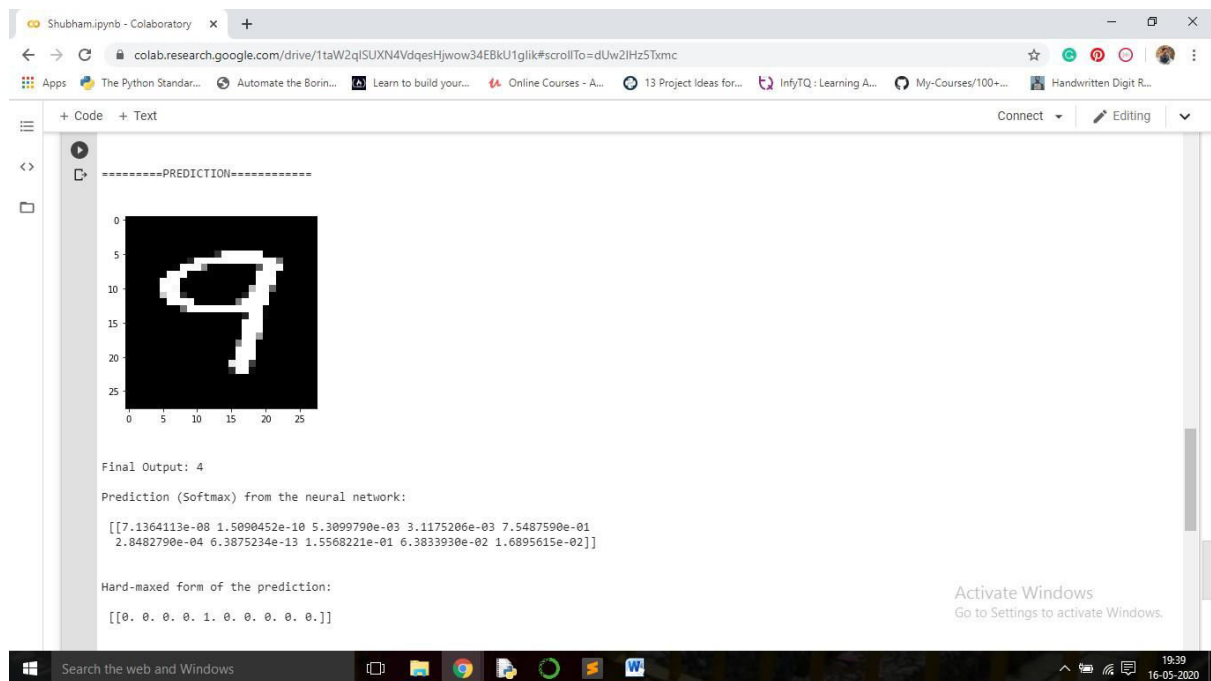 Shubham.ipynb - Colaboratory
colab.research.google.com/drive/1taW2qISUXN4VdqesHjwow34EBkU1glik#scrollTo=dUw2IHz5Txmc
Apps The Python Standar... Automate the Borin... Learn to build your... Online Courses - A... 13 Project Ideas for... InfyTQ : Learning A... My-Courses/100+... Handwritten Digit R...
+ Code + Text Connect Editing
=========PREDICTION============
0
5
10
15
20
25
0 5 10 15 20 25
9
Final Output: 4
Prediction (Softmax) from the neural network:
[[7.1364113e-08 1.5090452e-10 5.3099790e-03 3.1175206e-03 7.5487590e-01
2.8482790e-04 6.3875234e-13 1.5568221e-01 6.3833930e-02 1.6895615e-02]]
Hard-maxed form of the prediction:
[[0. 0. 0. 0. 1. 0. 0. 0. 0. 0.]]
Activate Windows
Go to Settings to activate Windows.
Search the web and Windows
19:39
16-05-2020